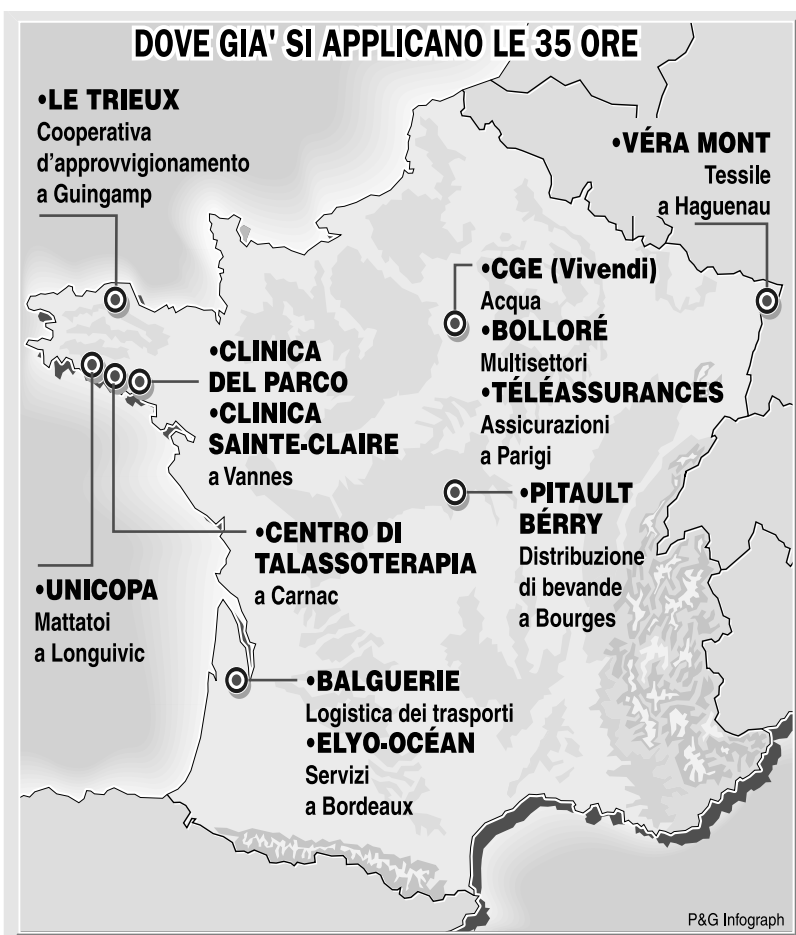 DOVE GIA' SI APPLICANO LE 35 ORE
•LE TRIEUX
Cooperativa
d'approvvigionamento
a Guingamp
•VÉRA MONT
Tessile
a Haguenau
•CGE (Vivendi)
Acqua
•BOLLORÉ
Multisettori
•TÉLÉASSURANCES
Assicurazioni
a Parigi
•CLINICA
DEL PARCO
•CLINICA
SAINTE-CLAIRE
a Vannes
•PITAULT
BÉRRY
Distribuzione
di bevande
a Bourges
•CENTRO DI
TALASSOTERAPIA
a Carnac
•UNICOPA
Mattatoi
a Longuivic
•BALGUERIE
Logistica dei trasporti
•ELYO-OCÉAN
Servizi
a Bordeaux
P&G Infograph